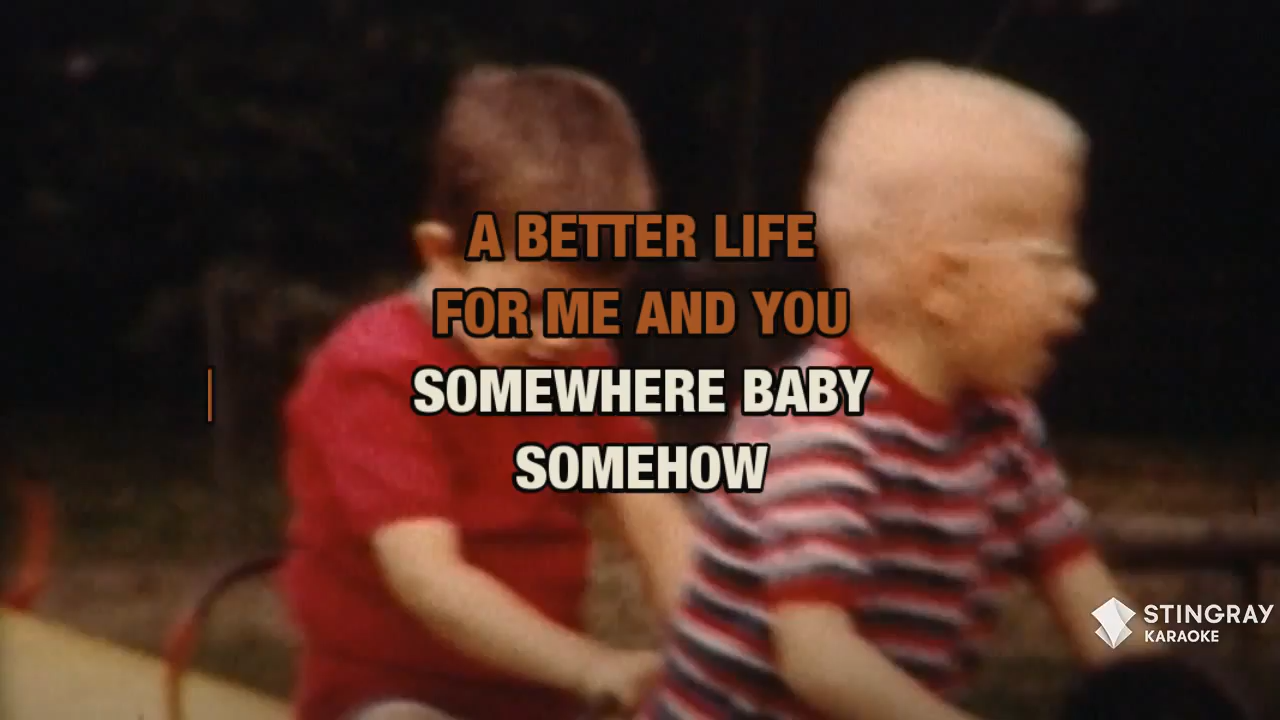 A BETTER LIFE
FOR ME AND YOU
SOMEWHERE BABY
SOMEHOW
STINGRAY
KARAOKE